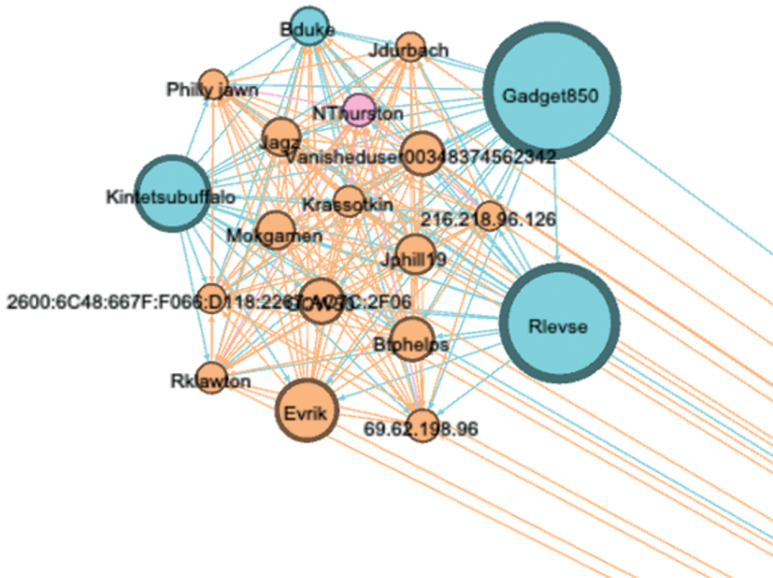 Bduke
Jdurbach
Philly jawn
Gadget850
NThurston
Jagz
Vanisheduser00348374562342
Kintetsubuffalo
Krassotkin
216.218.96.126
Mokgamen
Jphill19
Rlevse
Btphelps
Rklawton
Evrik
69.62.198.96